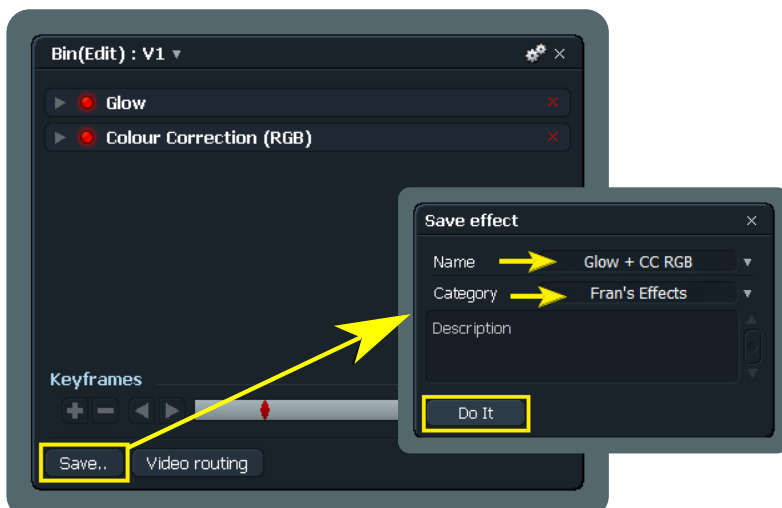 Bin(Edit) : V1
Glow
Colour Correction (RGB)
Save effect
Name Glow + CC RGB
Category Fran's Effects
Description
Do It
Keyframes
Save.. Video routing